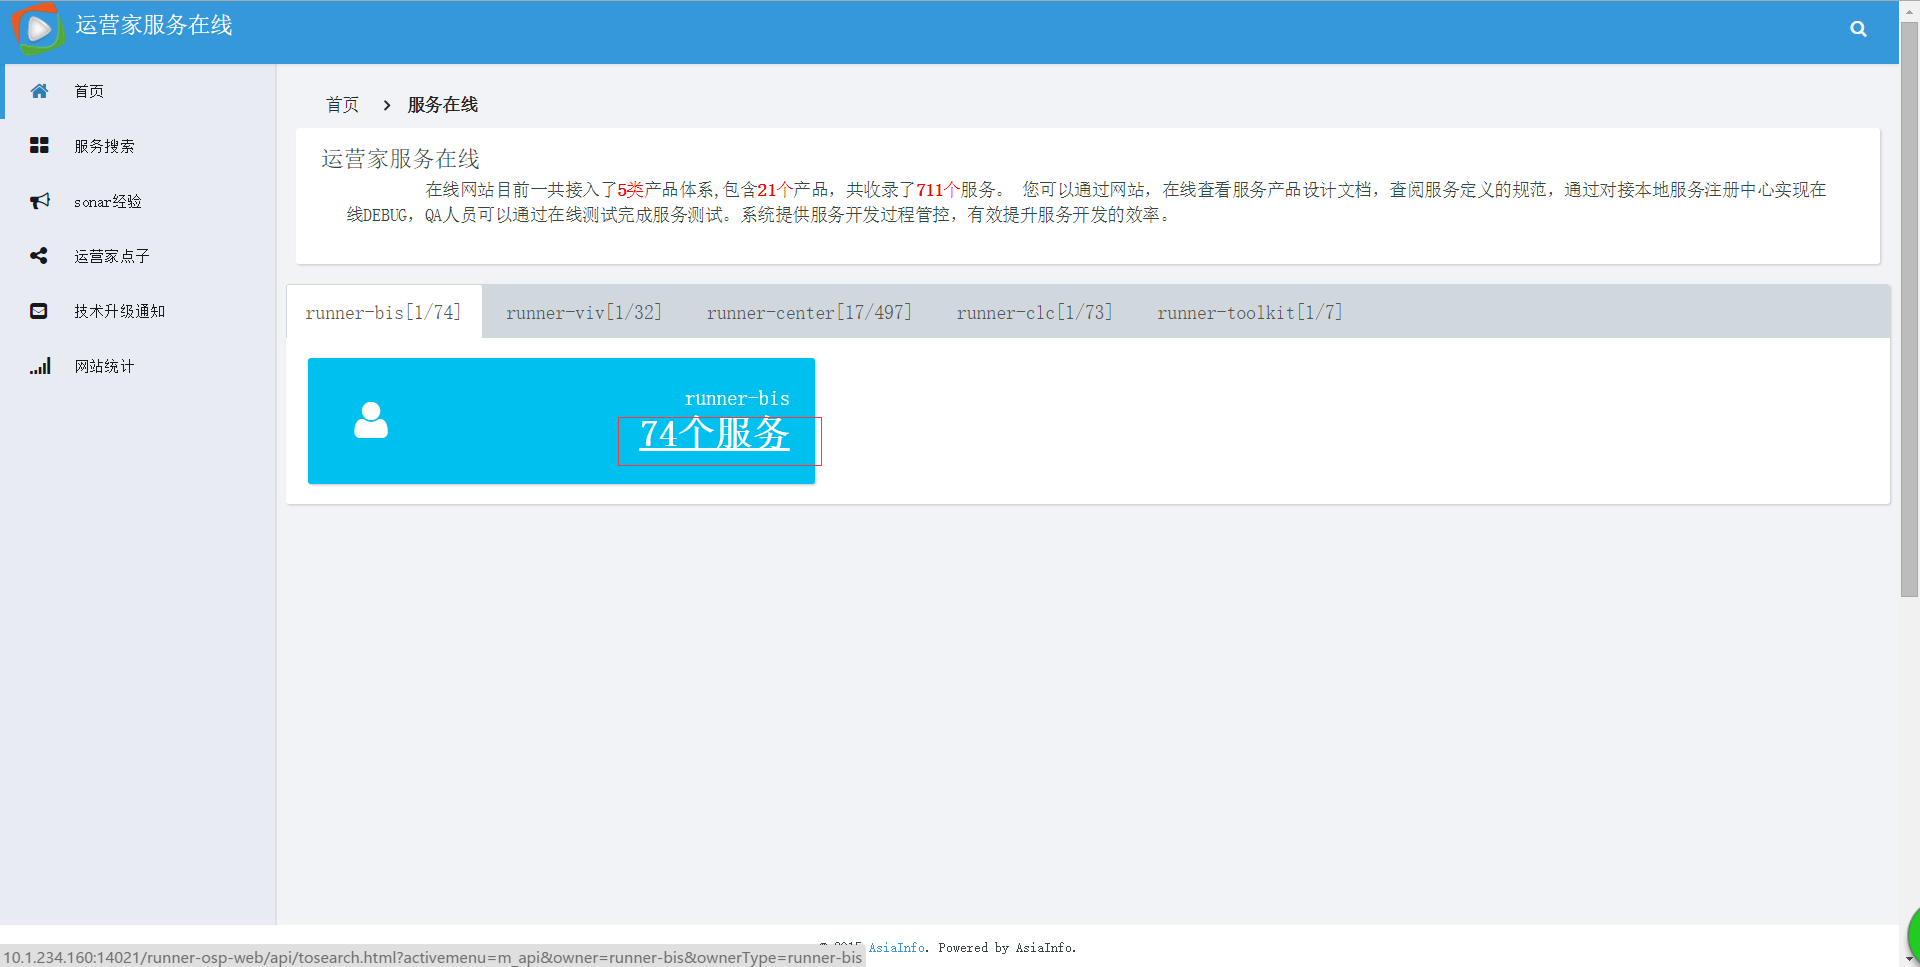 运营家服务在线
首页
服务搜索
sonar经验
运营家点子
技术升级通知
网站统计
首页 > 服务在线
运营家服务在线
在线网站目前一共接入了5类产品体系,包含21个产品，共收录了711个服务。 您可以通过网站，在线查看服务产品设计文档，查阅服务定义的规范，通过对接本地服务注册中心实现在
线DEBUG，QA人员可以通过在线测试完成服务测试。系统提供服务开发过程管控，有效提升服务开发的效率。
runner-bis[1/74] runner-viv[1/32] runner-center[17/497] runner-clc[1/73] runner-toolkit[1/7]
runner-bis
74个服务
© 2015 AsiaInfo. Powered by AsiaInfo.
10.1.234.160:14021/runner-osp-web/api/tosearch.html?activemenu=m_api&owner=runner-bis&ownerType=runner-bis